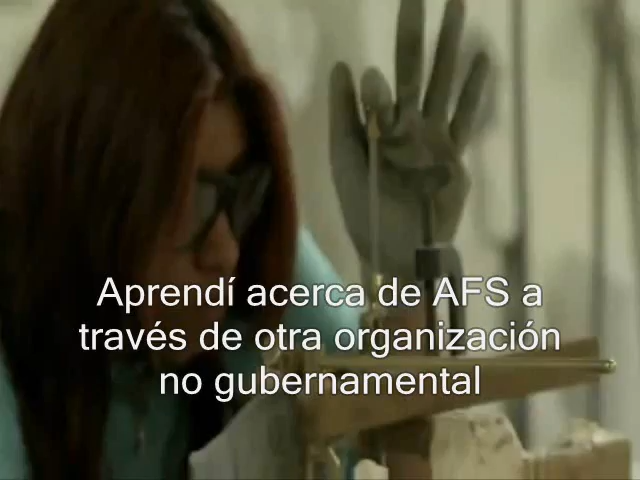 Aprendí acerca de AFS a
través de otra organización
no gubernamental